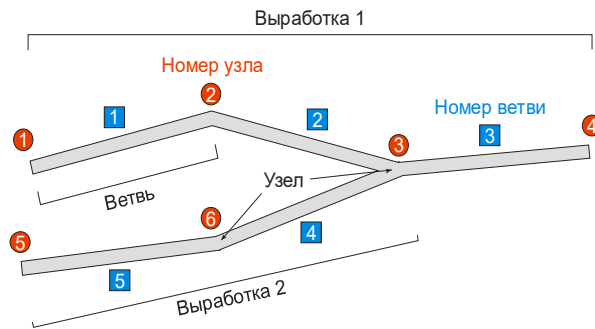 Выработка 1
Номер узла
2
1
1
2
Номер ветви
3
3
4
Ветвь
Узел
6
5
4
5
Выработка 2